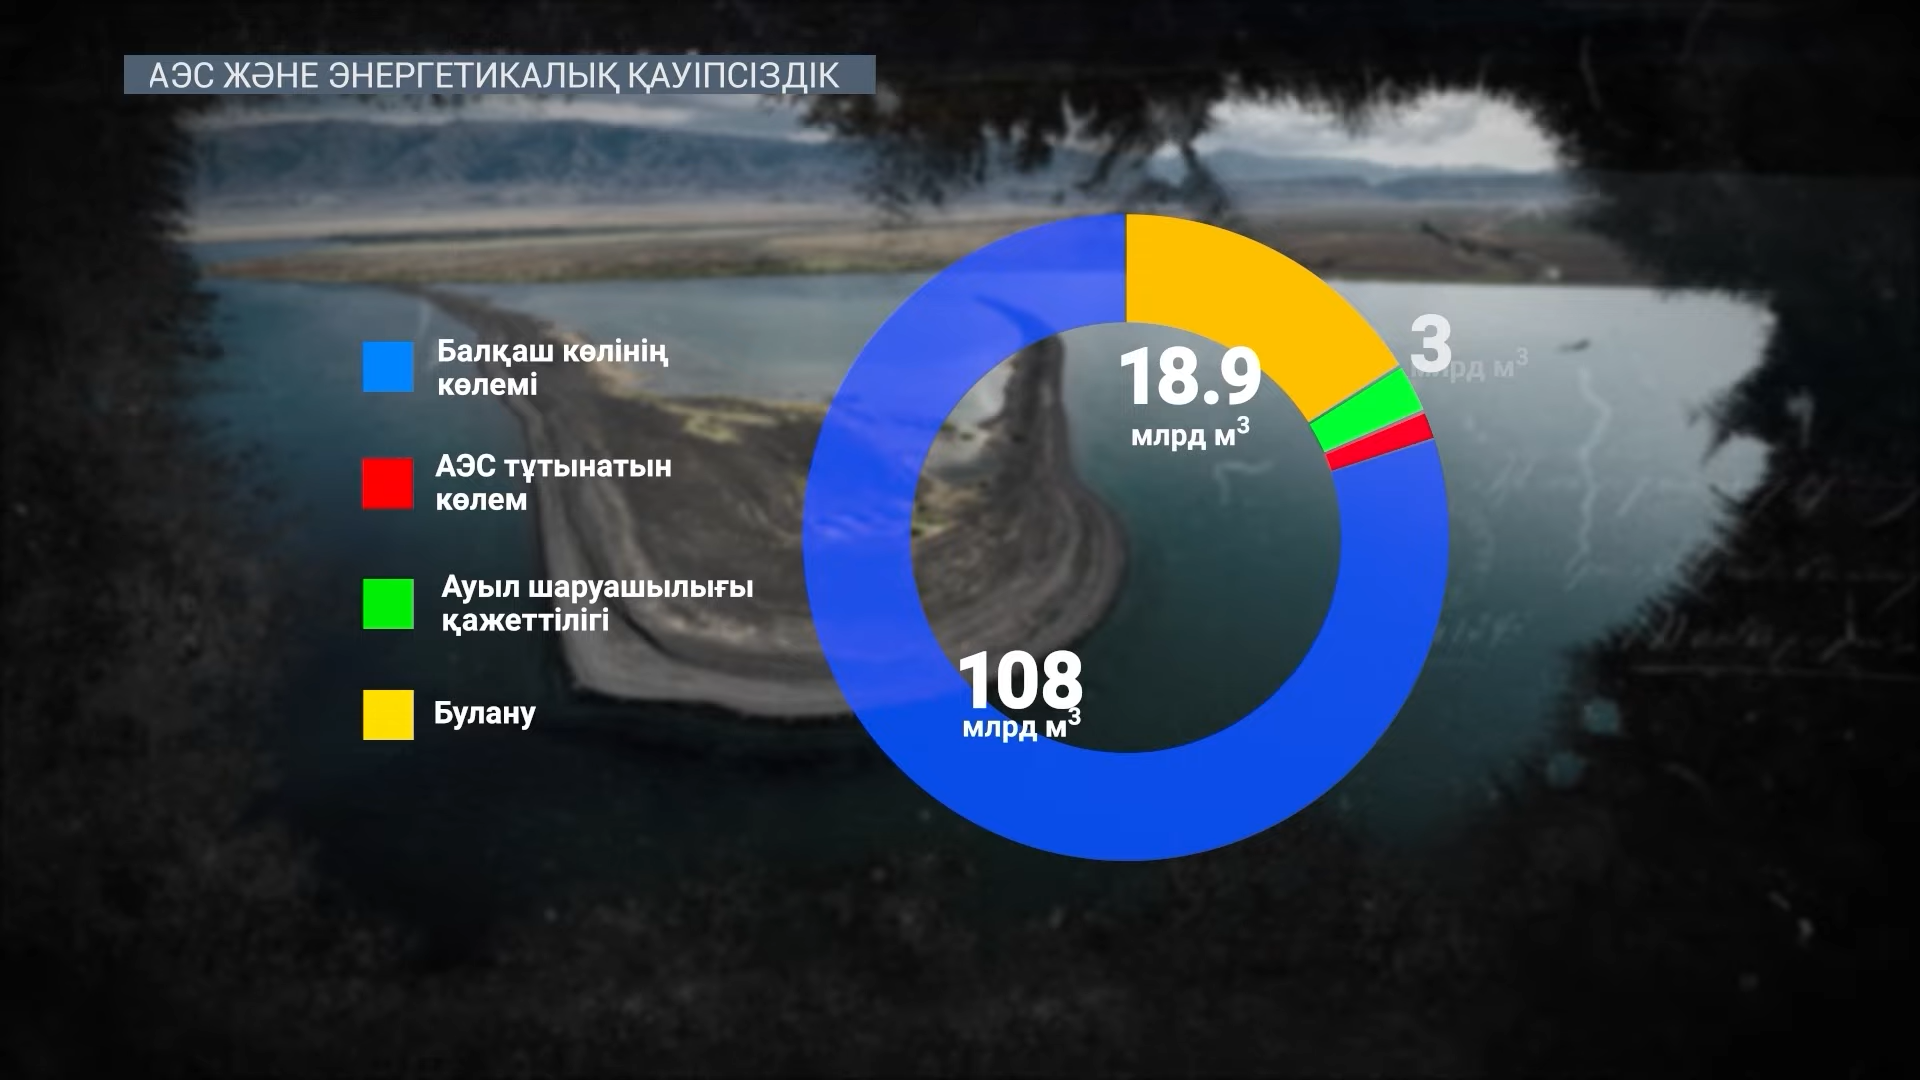 АЭС ЖӘНЕ ЭНЕРГЕТИКАЛЫҚ ҚАУІПСІЗДІК
Балқаш көлінің
көлемі
АЭС тұтынатын
көлем
Ауыл шаруашылығы
қажеттілігі
Булану
18.9
млрд м³
3
млрд м³
108
млрд м³